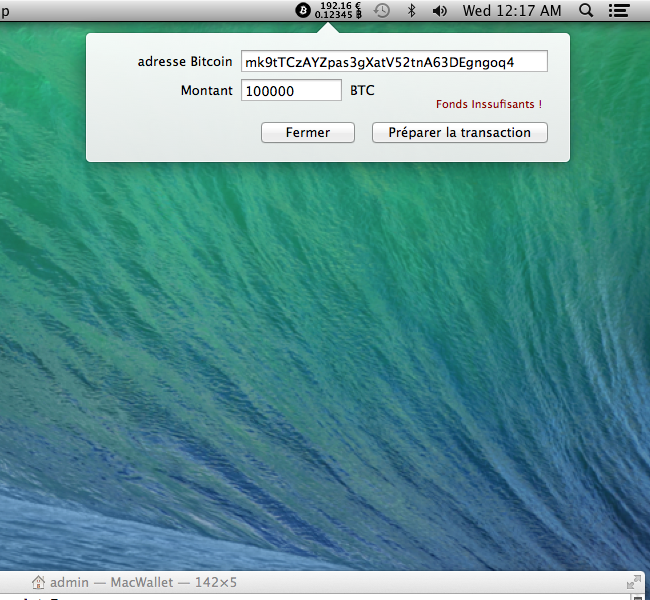 p
192.16 €
0.12345 ฿
Wed 12:17 AM
adresse Bitcoin mk9tTCzAYZpas3gXatV52tnA63DEgngoq4
Montant 100000 BTC
Fonds Inssufisants !
Fermer Préparer la transaction
admin — MacWallet — 142×5